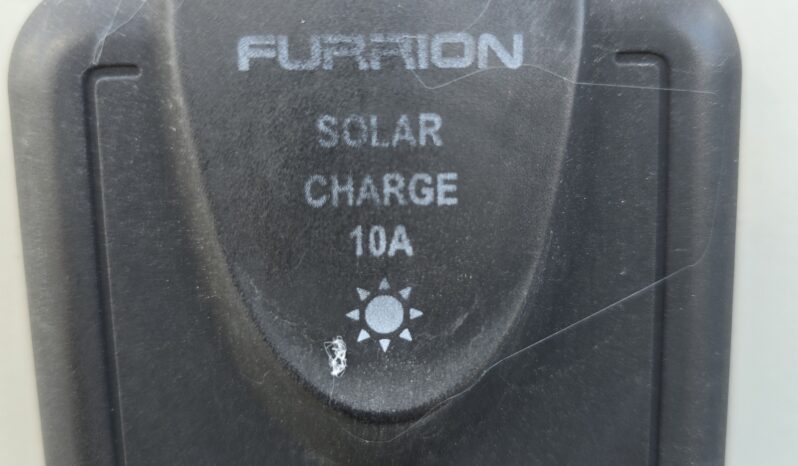 FURRION
SOLAR
CHARGE
10A